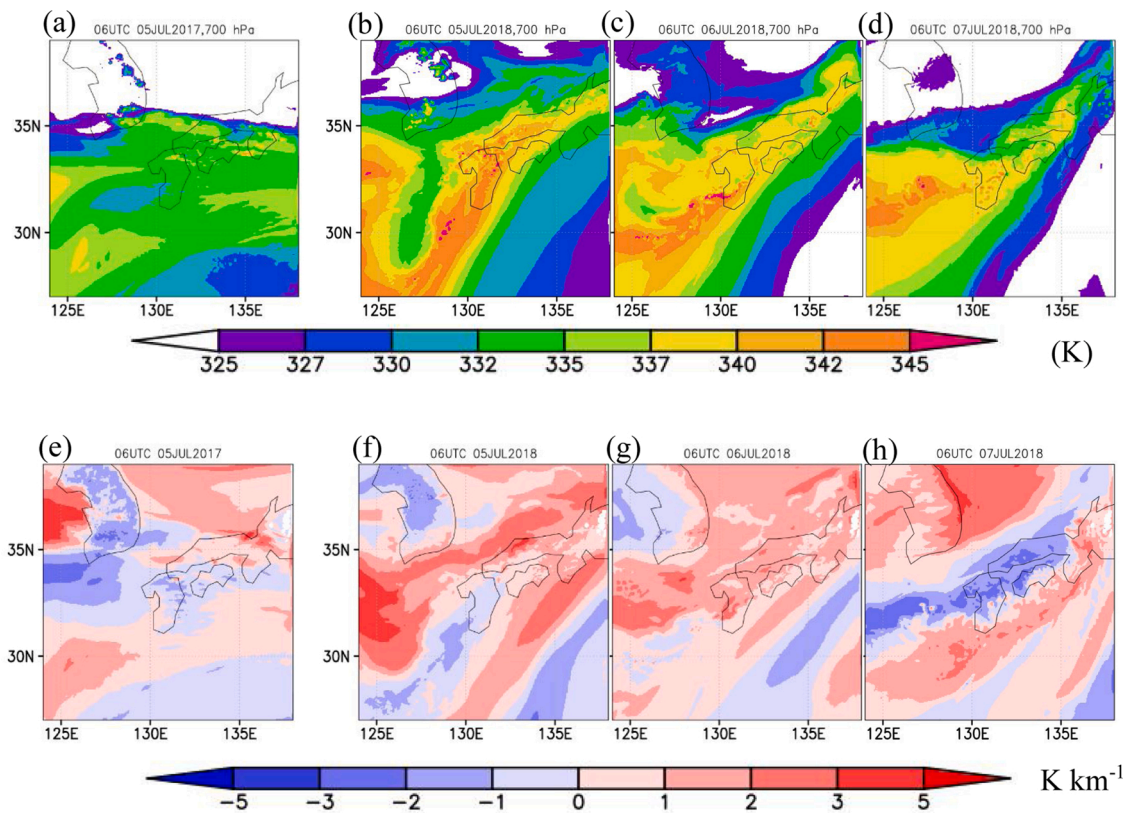 (a) (b) (c) (d)
06UTC 05JUL2017,700 hPa 06UTC 05JUL2018,700 hPa 06UTC 06JUL2018,700 hPa 06UTC 07JUL2018,700 hPa
35N
30N
125E 130E 135E 125E 130E 135E 125E 130E 135E 125E 130E 135E
325 327 330 332 335 337 340 342 345 (K)
(e) (f) (g) (h)
06UTC 05JUL2017 06UTC 05JUL2018 06UTC 06JUL2018 06UTC 07JUL2018
35N 35N
30N 30N
125E 130E 135E 125E 130E 135E 125E 130E 135E 125E 130E 135E
-5 -3 -2 -1 0 1 2 3 5 K km⁻¹